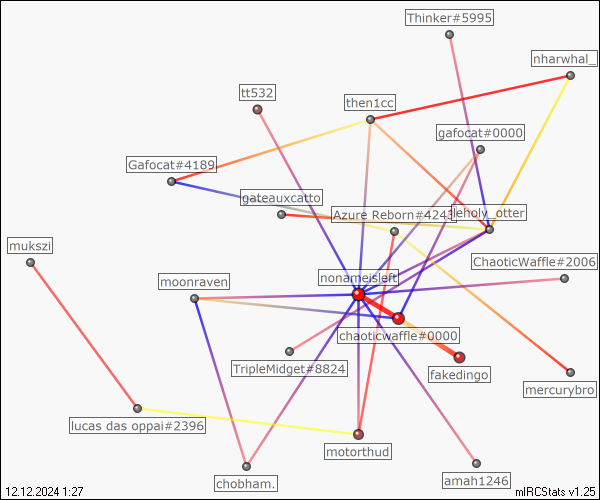 Thinker#5995
nharwhal_
tt532
then1cc
gafocat#0000
Gafocat#4189
gateauxcatto
Azure Reborn#4243
leholy_otter
mukszi
ChaoticWaffle#2006
nonameisleft
moonraven
chaoticwaffle#0000
TripleMidget#8824
fakedingo
mercurybro
lucas das oppai#2396
motorthud
chobham.
amah1246
12.12.2024 1:27
mIRCStats v1.25